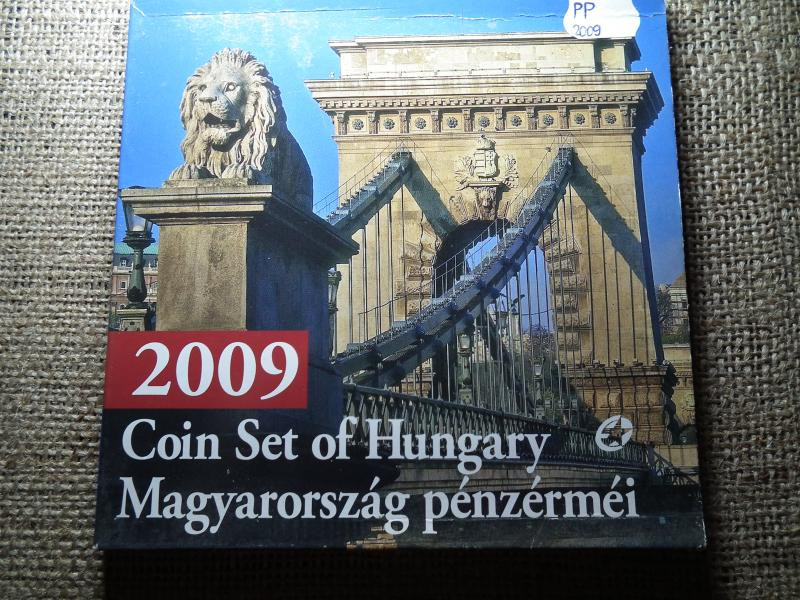 PP
2009
2009
Coin Set of Hungary
Magyarország pénzérméi